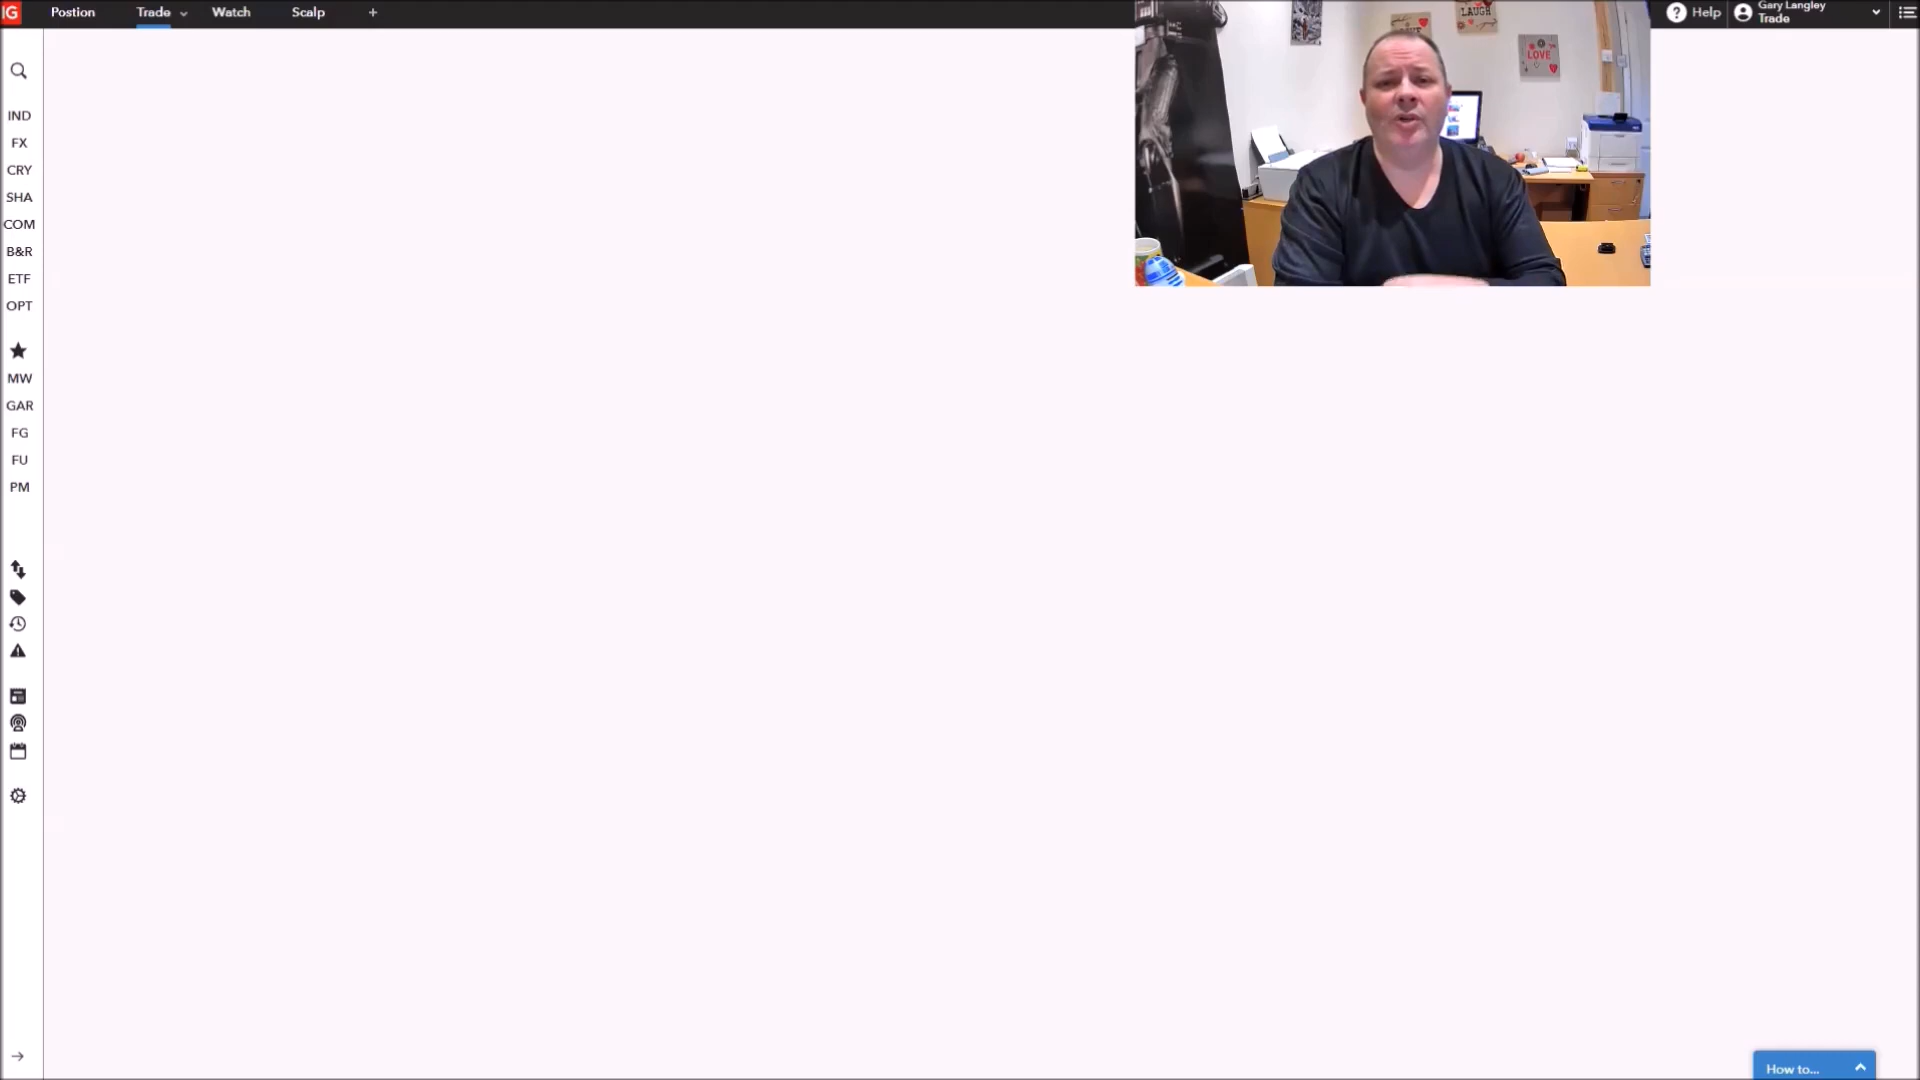 IG
Postion
Trade
Watch
Scalp
+
Help
Gary Langley
Trade
IND
FX
CRY
SHA
COM
B&R
ETF
OPT
MW
GAR
FG
FU
PM
LAUGH
LOVE
How to...